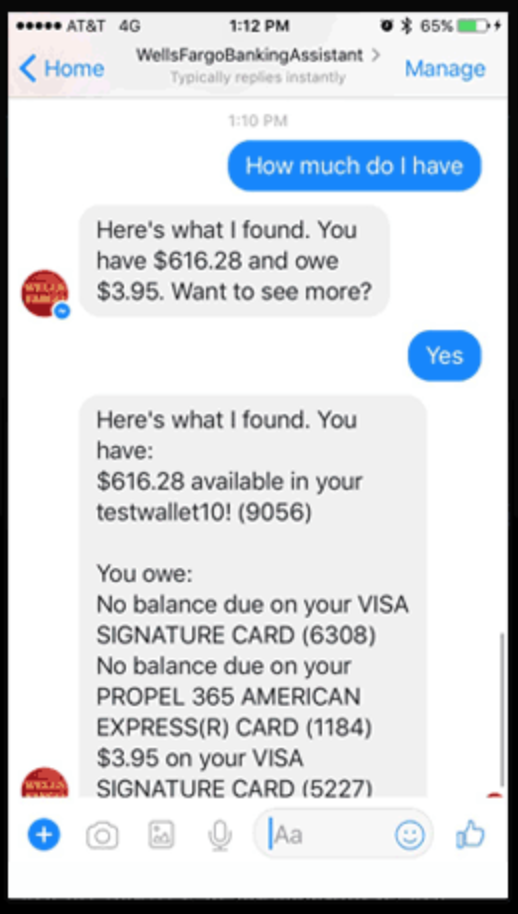 AT&T 4G 1:12 PM 65%
Home WellsFargoBankingAssistant > Manage
Typically replies instantly
1:10 PM
How much do I have
Here's what I found. You
have $616.28 and owe
$3.95. Want to see more?
WELLS
FARGO
Yes
Here's what I found. You
have:
$616.28 available in your
testwallet10! (9056)
You owe:
No balance due on your VISA
SIGNATURE CARD (6308)
No balance due on your
PROPEL 365 AMERICAN
EXPRESS(R) CARD (1184)
$3.95 on your VISA
SIGNATURE CARD (5227)
WELLS
Aa